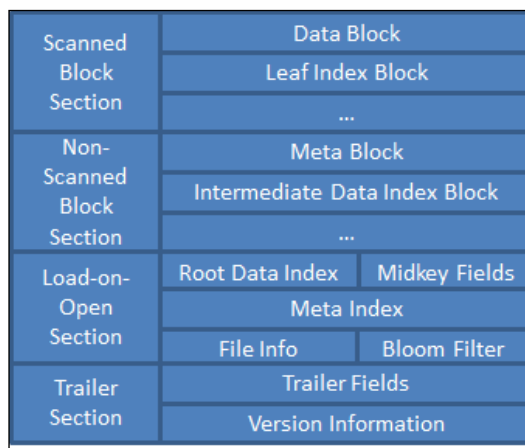 Scanned
Block
Section
Data Block
Leaf Index Block
...
Non-
Scanned
Block
Section
Meta Block
Intermediate Data Index Block
...
Load-on-
Open
Section
Root Data Index
Midkey Fields
Meta Index
File Info
Bloom Filter
Trailer
Section
Trailer Fields
Version Information